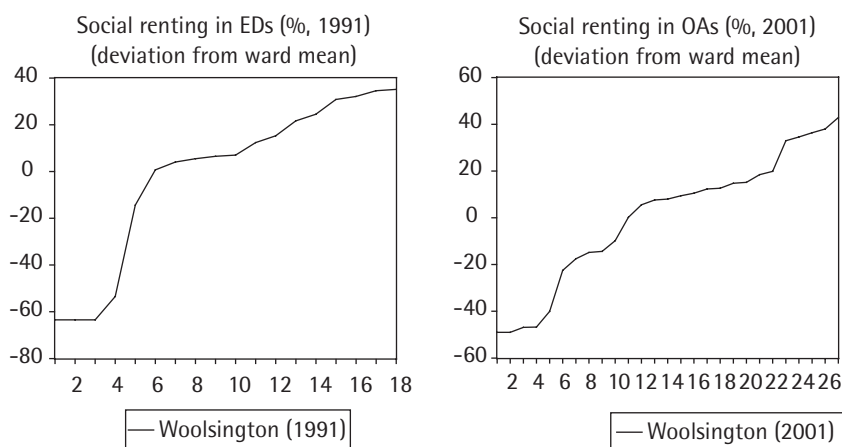 Social renting in EDs (%, 1991)
(deviation from ward mean)
40
20
0
-20
-40
-60
-80
2 4 6 8 10 12 14 16 18
Woolsington (1991)
Social renting in OAs (%, 2001)
(deviation from ward mean)
60
40
20
0
-20
-40
-60
2 4 6 8 10 12 14 16 18 20 22 24 26
Woolsington (2001)